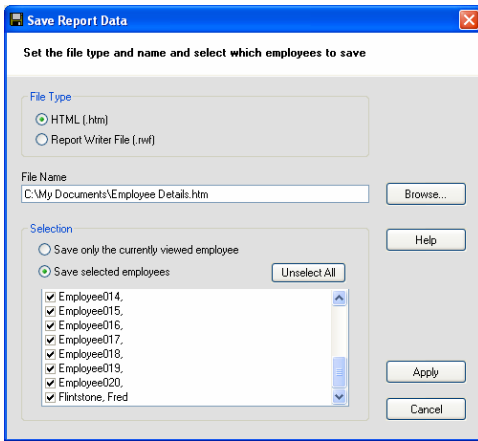 Save Report Data
Set the file type and name and select which employees to save
File Type
HTML (.htm)
Report Writer File (.rwf)
File Name
C:\My Documents\Employee Details.htm
Browse...
Selection
Help
Save only the currently viewed employee
Save selected employees
Unselect All
Employee014,
Employee015,
Employee016,
Employee017,
Employee018,
Employee019,
Employee020,
Flintstone, Fred
Apply
Cancel